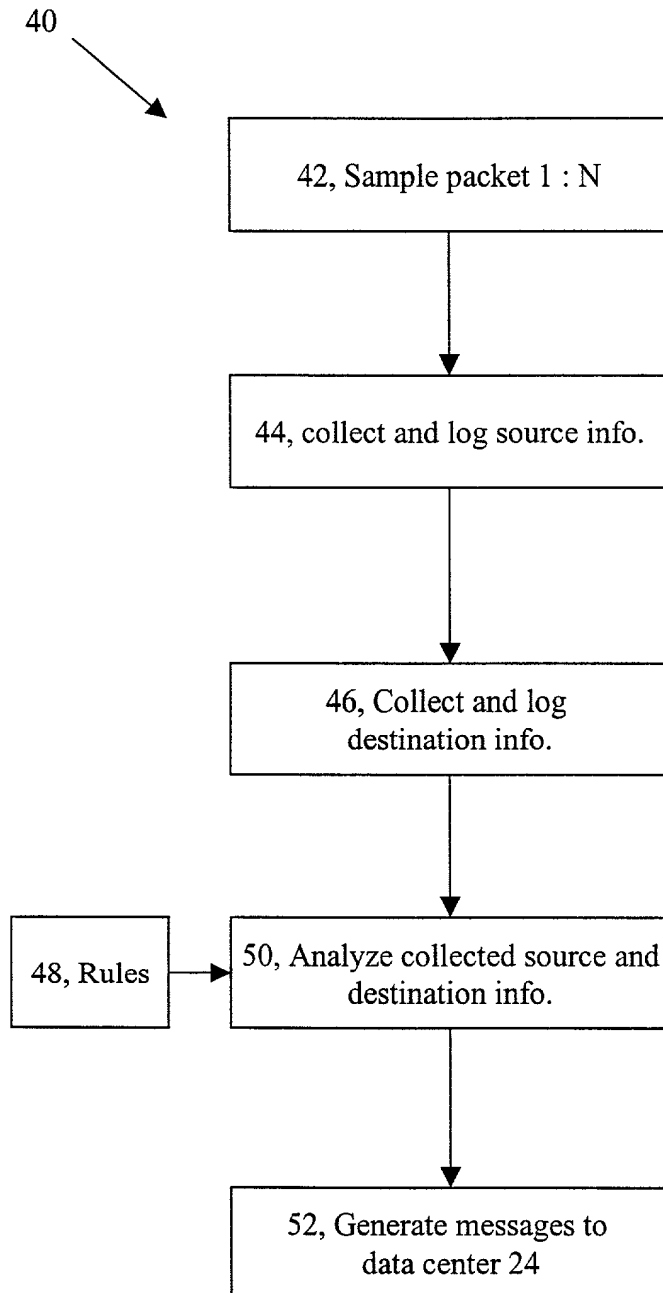 40
42, Sample packet 1 : N
44, collect and log source info.
46, Collect and log
destination info.
48, Rules
50, Analyze collected source and
destination info.
52, Generate messages to
data center 24